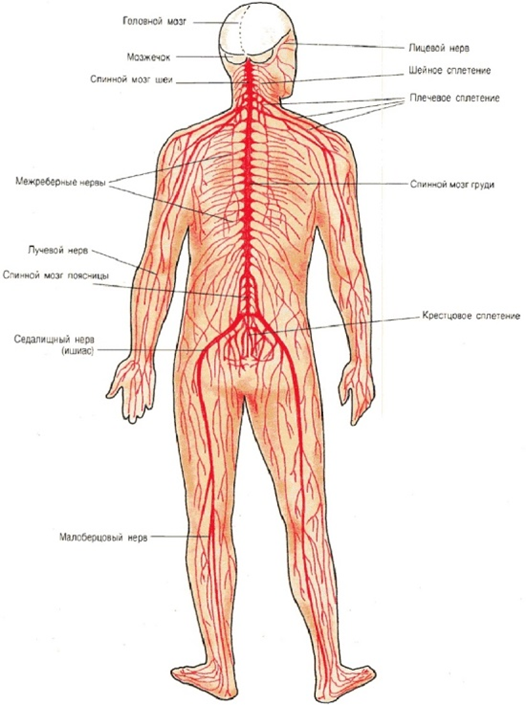 Головной мозг
Мозжечок
Спинной мозг шеи
Лицевой нерв
Шейное сплетение
Плечевое сплетение
Межреберные нервы
Спинной мозг груди
Лучевой нерв
Спинной мозг поясницы
Крестцовое сплетение
Седалищный нерв
(ишиас)
Малоберцовый нерв